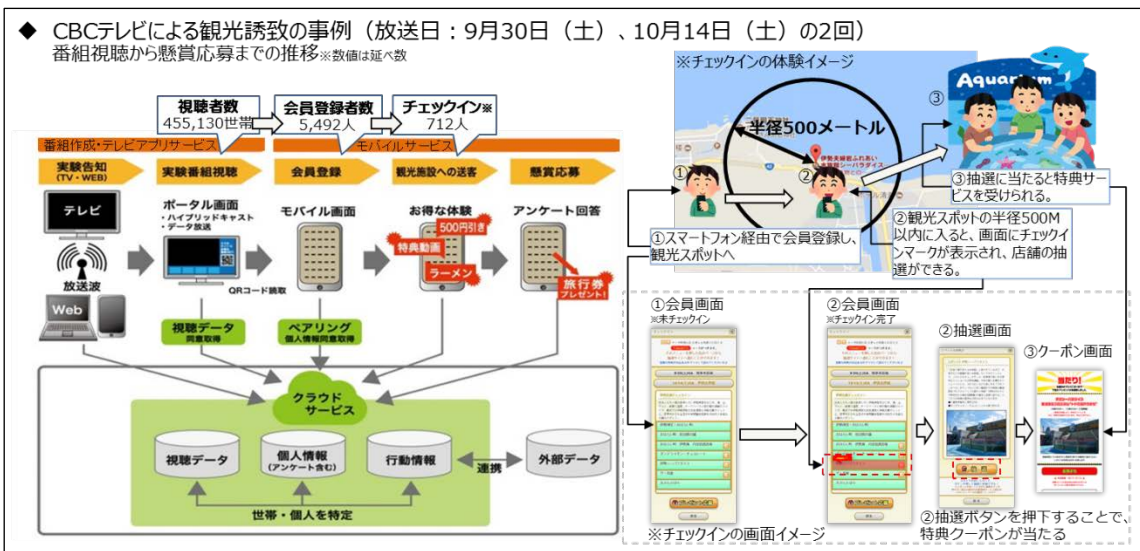 ◆ CBCテレビによる観光誘致の事例（放送日：9月30日（土）、10月14日（土）の2回）
番組視聴から懸賞応募までの推移※数値は延べ数
視聴者数
455,130世帯
会員登録者数
5,492人
チェックイン※
712人
番組作成・テレビアプリサービス
モバイルサービス
実験告知
(TV・WEB)
実験番組視聴
会員登録
観光施設への送客
懸賞応募
テレビ
放送波
Web
ポータル画面
・ハイブリッドキャスト
・データ放送
QRコード読取
モバイル画面
お得な体験
500円引き
特典動画
ラーメン
アンケート回答
旅行券
プレゼント!
視聴データ
同意取得
ペアリング
個人情報同意取得
クラウド
サービス
視聴データ
個人情報
(アンケート含む)
行動情報
連携
外部データ
世帯・個人を特定
※チェックインの体験イメージ
半径500メートル
伊勢夫婦岩ふれあい
水族館シーパラダイス
Aquarium
①
②
③
①スマートフォン経由で会員登録し、
観光スポットへ
②観光スポットの半径500M
以内に入ると、画面にチェックイ
ンマークが表示され、店舗の抽
選ができる。
③抽選に当たると特典サー
ビスを受けられる。
①会員画面
※未チェックイン
②会員画面
※チェックイン完了
②抽選画面
③クーポン画面
当たり!
②抽選ボタンを押下することで、
特典クーポンが当たる
※チェックインの画面イメージ